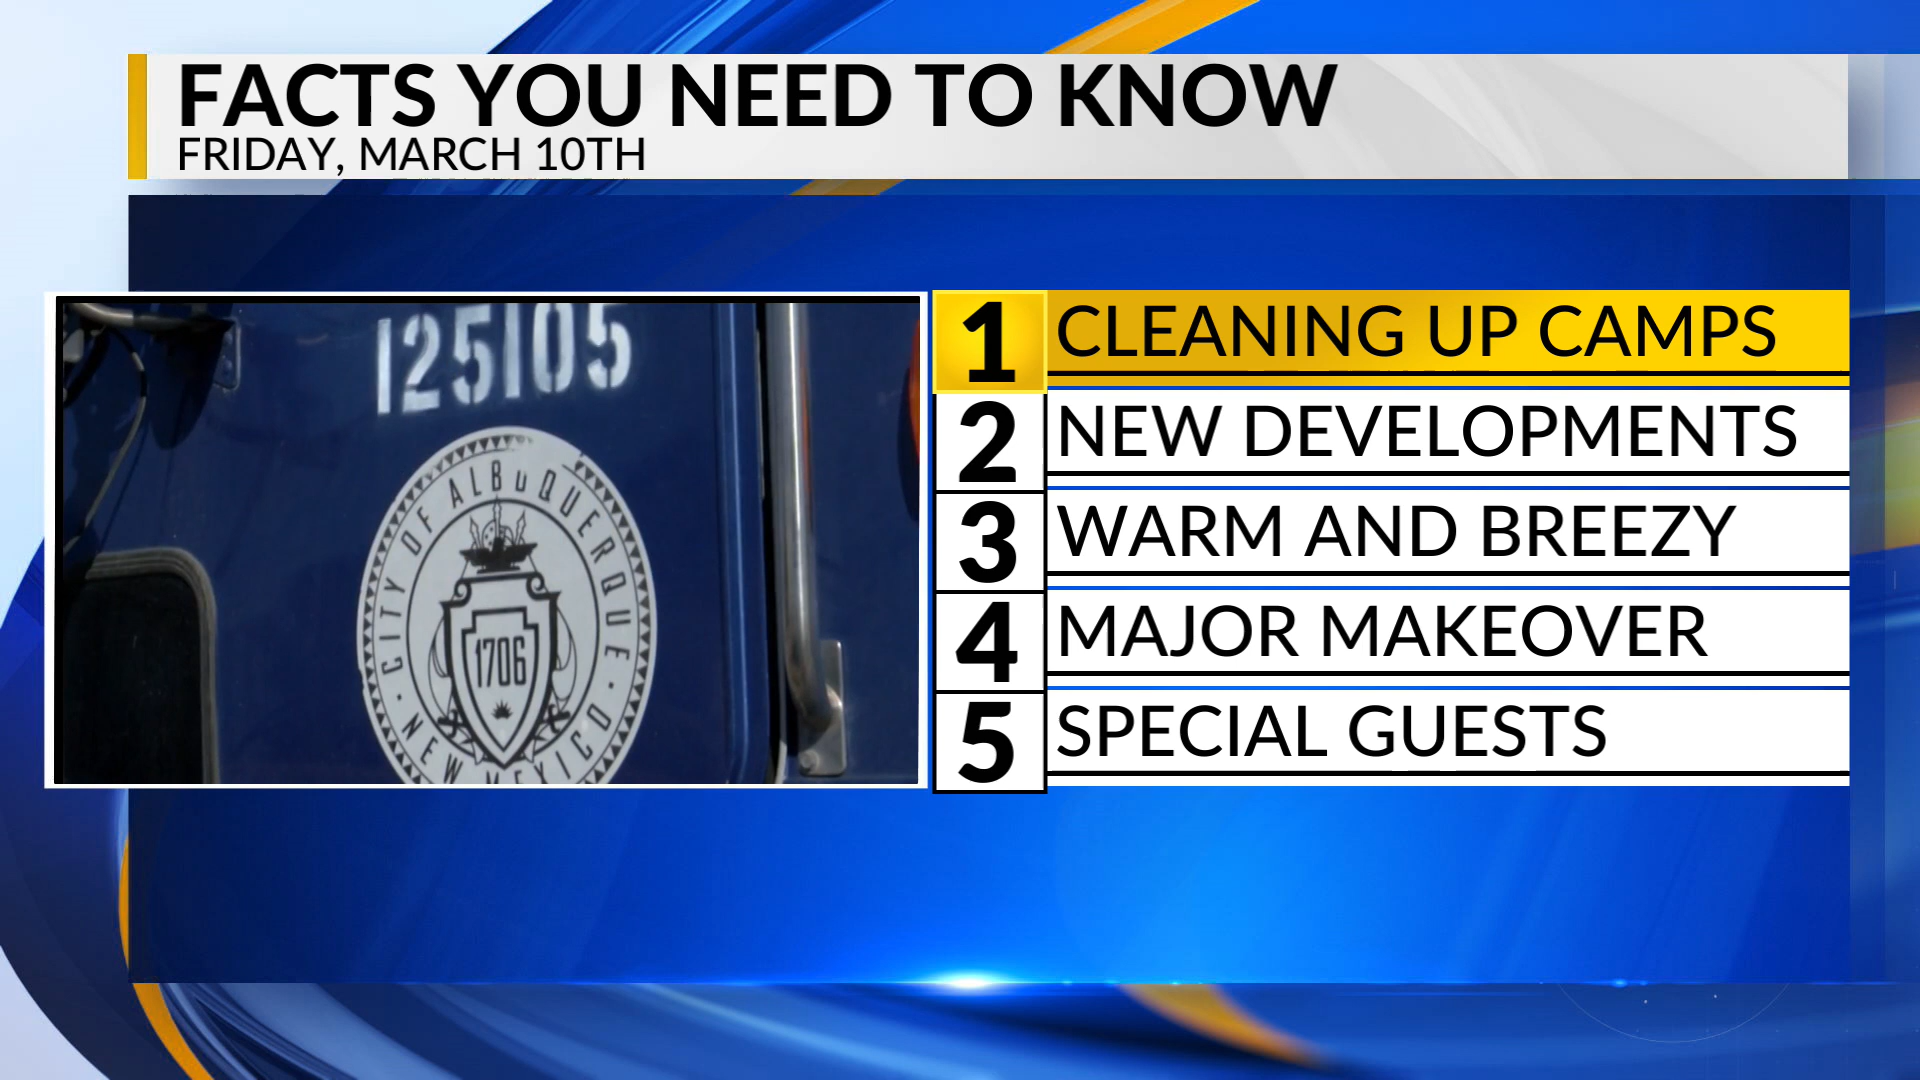 FACTS YOU NEED TO KNOW
FRIDAY, MARCH 10TH
125105
CITY OF ALBUQUERQUE
1706
· NEW MEXICO ·
1 CLEANING UP CAMPS
2 NEW DEVELOPMENTS
3 WARM AND BREEZY
4 MAJOR MAKEOVER
5 SPECIAL GUESTS